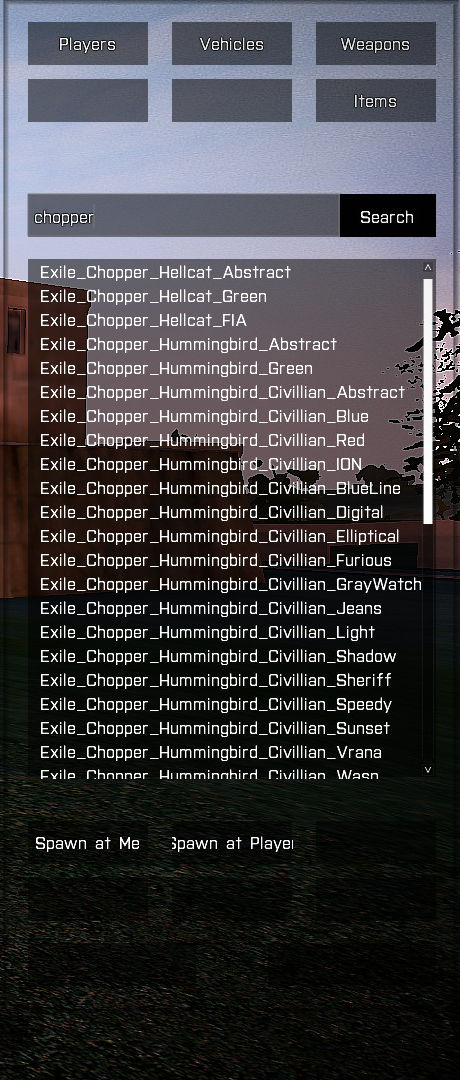 Players Vehicles Weapons
Items
chopper Search
Exile_Chopper_Hellcat_Abstract
Exile_Chopper_Hellcat_Green
Exile_Chopper_Hellcat_FIA
Exile_Chopper_Hummingbird_Abstract
Exile_Chopper_Hummingbird_Green
Exile_Chopper_Hummingbird_Civillian_Abstract
Exile_Chopper_Hummingbird_Civillian_Blue
Exile_Chopper_Hummingbird_Civillian_Red
Exile_Chopper_Hummingbird_Civillian_ION
Exile_Chopper_Hummingbird_Civillian_BlueLine
Exile_Chopper_Hummingbird_Civillian_Digital
Exile_Chopper_Hummingbird_Civillian_Elliptical
Exile_Chopper_Hummingbird_Civillian_Furious
Exile_Chopper_Hummingbird_Civillian_GrayWatch
Exile_Chopper_Hummingbird_Civillian_Jeans
Exile_Chopper_Hummingbird_Civillian_Light
Exile_Chopper_Hummingbird_Civillian_Shadow
Exile_Chopper_Hummingbird_Civillian_Sheriff
Exile_Chopper_Hummingbird_Civillian_Speedy
Exile_Chopper_Hummingbird_Civillian_Sunset
Exile_Chopper_Hummingbird_Civillian_Vrana
Exile_Chopper_Hummingbird_Civillian_Wasp
Spawn at Me Spawn at Player